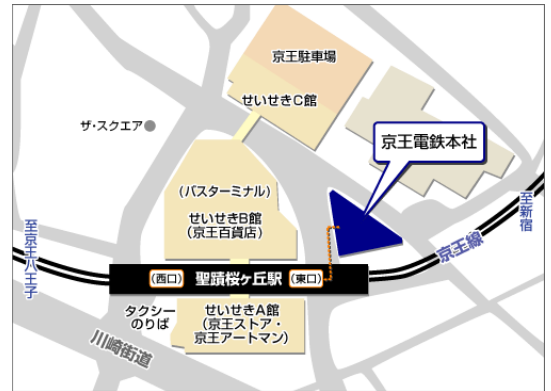 京王駐車場
せいせきC館
ザ・スクエア
京王電鉄本社
(バスターミナル)
せいせきB館
(京王百貨店)
至新宿
京王線
至京王八王子
(西口)
聖蹟桜ヶ丘駅
(東口)
タクシー
のりば
せいせきA館
(京王ストア・
京王アートマン)
川崎街道